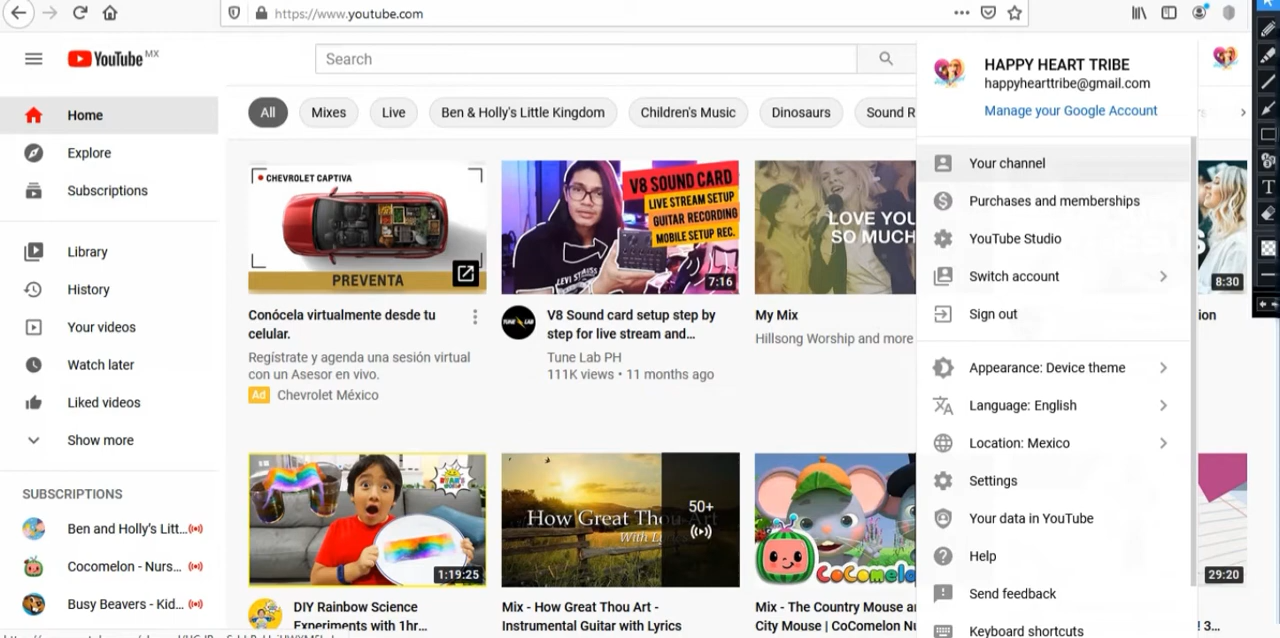 https://www.youtube.com
YouTube MX
Search
HAPPY HEART TRIBE
happyhearttribe@gmail.com
Manage your Google Account
Home
Explore
Subscriptions
Library
History
Your videos
Watch later
Liked videos
Show more
SUBSCRIPTIONS
Ben and Holly's Litt...
Cocomelon - Nurs...
Busy Beavers - Kid...
All
Mixes
Live
Ben & Holly's Little Kingdom
Children's Music
Dinosaurs
Sound R
CHEVROLET CAPTIVA
PREVENTA
Conócela virtualmente desde tu
celular.
Regístrate y agenda una sesión virtual
con un Asesor en vivo.
Ad Chevrolet México
V8 SOUND CARD
LIVE STREAM SETUP
GUITAR RECORDING
MOBILE SETUP REC.
LEVI STRAUSS
7:16
TUNE LAB
V8 Sound card setup step by
step for live stream and...
Tune Lab PH
111K views • 11 months ago
LOVE YOU
SO MUCH
My Mix
Hillsong Worship and more
8:30
ion
1:19:25
DIY Rainbow Science
Experiments with 1hr...
How Great Thou Art
With
50+
Mix - How Great Thou Art -
Instrumental Guitar with Lyrics
CoComelo
Mix - The Country Mouse a
City Mouse | CoComelon Nu
29:20
! 3...
Your channel
Purchases and memberships
YouTube Studio
Switch account
Sign out
Appearance: Device theme
Language: English
Location: Mexico
Settings
Your data in YouTube
Help
Send feedback
Keyboard shortcuts